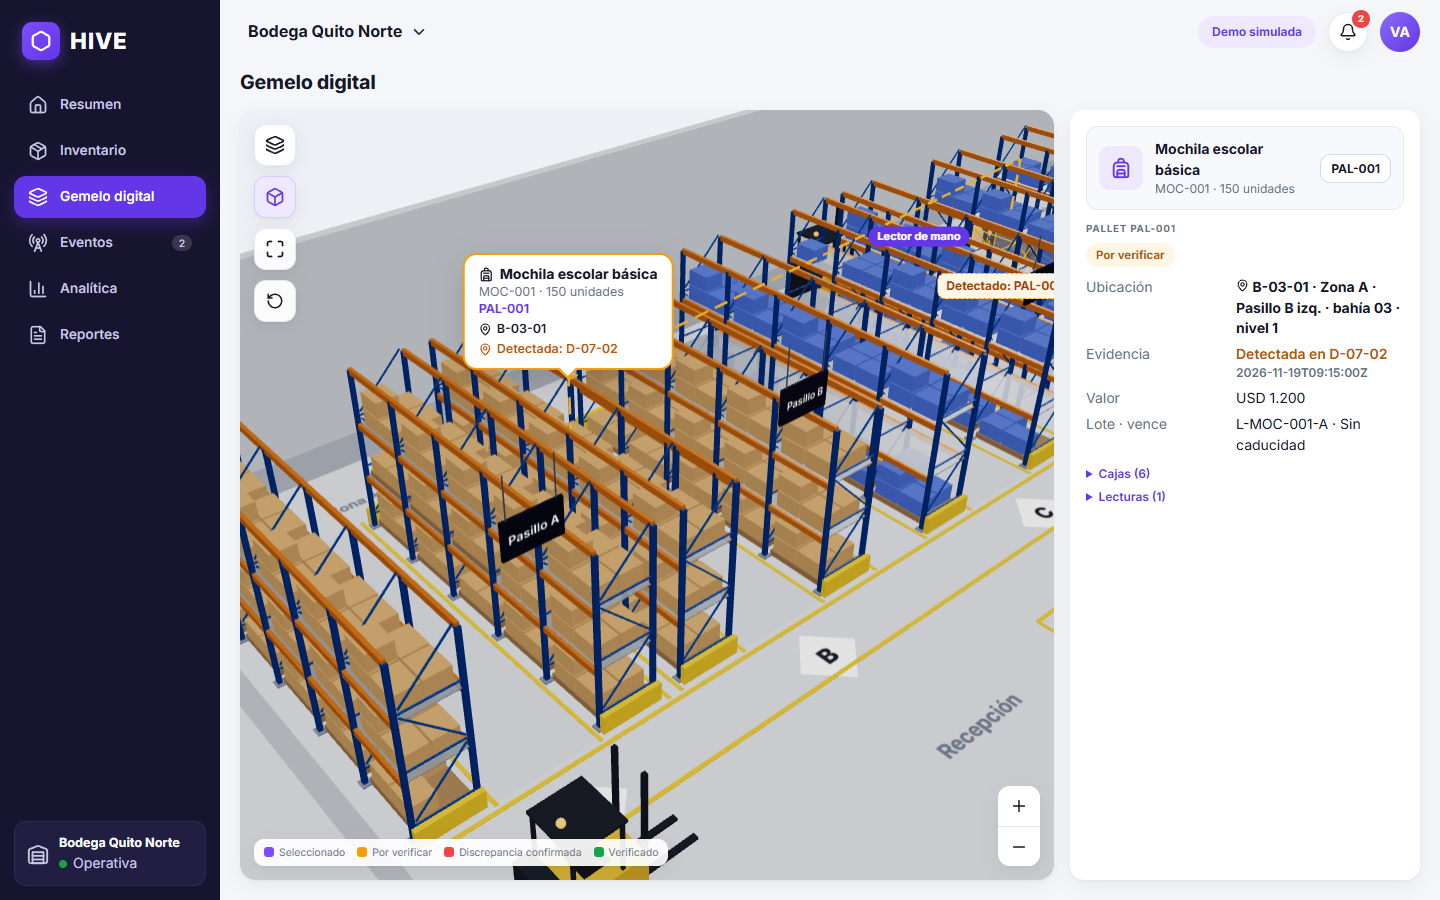 HIVE
Resumen
Inventario
Gemelo digital
Eventos
2
Analítica
Reportes
Bodega Quito Norte
Operativa
Bodega Quito Norte
Demo simulada
2
VA
Gemelo digital
Mochila escolar básica
MOC-001 · 150 unidades
PAL-001
B-03-01
Detectada: D-07-02
Lector de mano
Detectado: PAL-00
Pasillo B
Pasillo A
ona
C
B
Recepción
+
−
Seleccionado
Por verificar
Discrepancia confirmada
Verificado
Mochila escolar
básica
MOC-001 · 150 unidades
PAL-001
PALLET PAL-001
Por verificar
Ubicación
B-03-01 · Zona A ·
Pasillo B izq. · bahía 03 ·
nivel 1
Evidencia
Detectada en D-07-02
2026-11-19T09:15:00Z
Valor
USD 1.200
Lote · vence
L-MOC-001-A · Sin
caducidad
Cajas (6)
Lecturas (1)